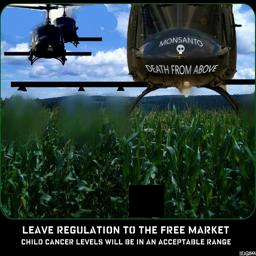 MONSANTO
DEATH FROM ABOVE
LEAVE REGULATION TO THE FREE MARKET
CHILD CANCER LEVELS WILL BE IN AN ACCEPTABLE RANGE